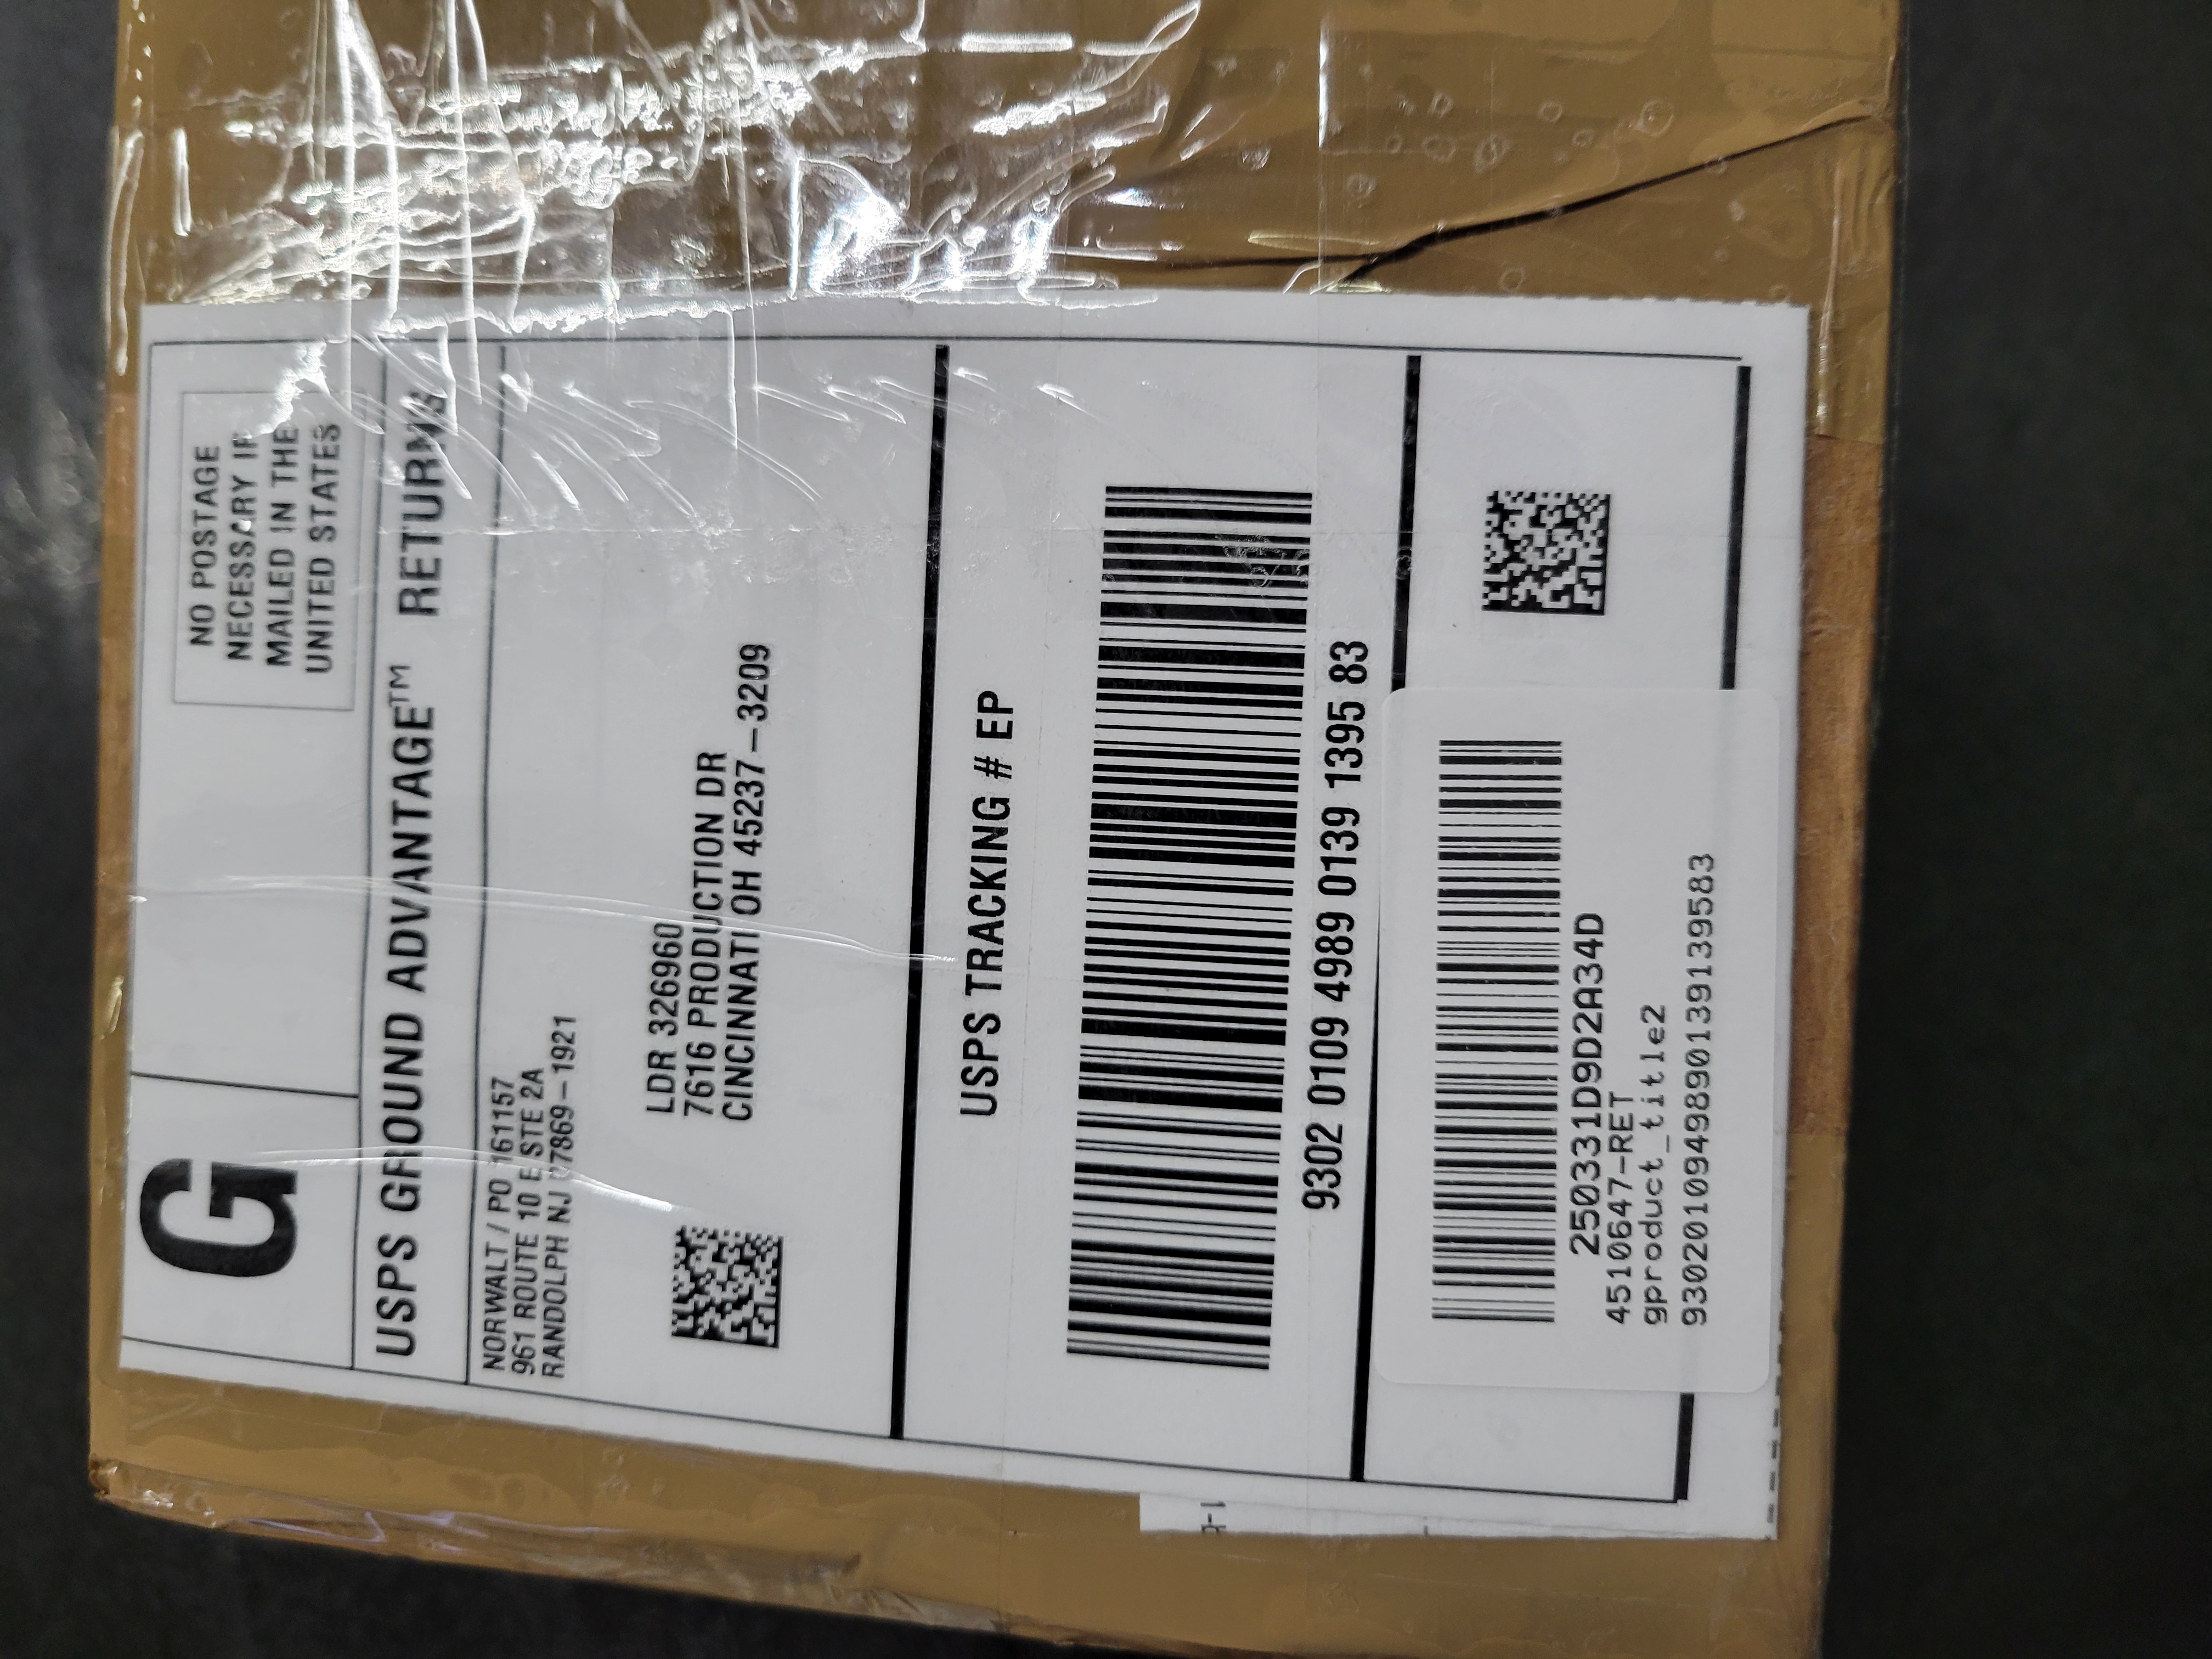 G
NO POSTAGE
NECESSARY IF
MAILED IN THE
UNITED STATES
USPS GROUND ADVANTAGE™ RETURNS
NORWALT / PO 161157
961 ROUTE 10 E STE 2A
RANDOLPH NJ 07869-1921
LDR 326960
7616 PRODUCTION DR
CINCINNATI OH 45237-3209
USPS TRACKING # EP
9302 0109 4989 0139 1395 83
250331D9D2A34D
4510647-RET
gproduct_title2
9302010949890139139583